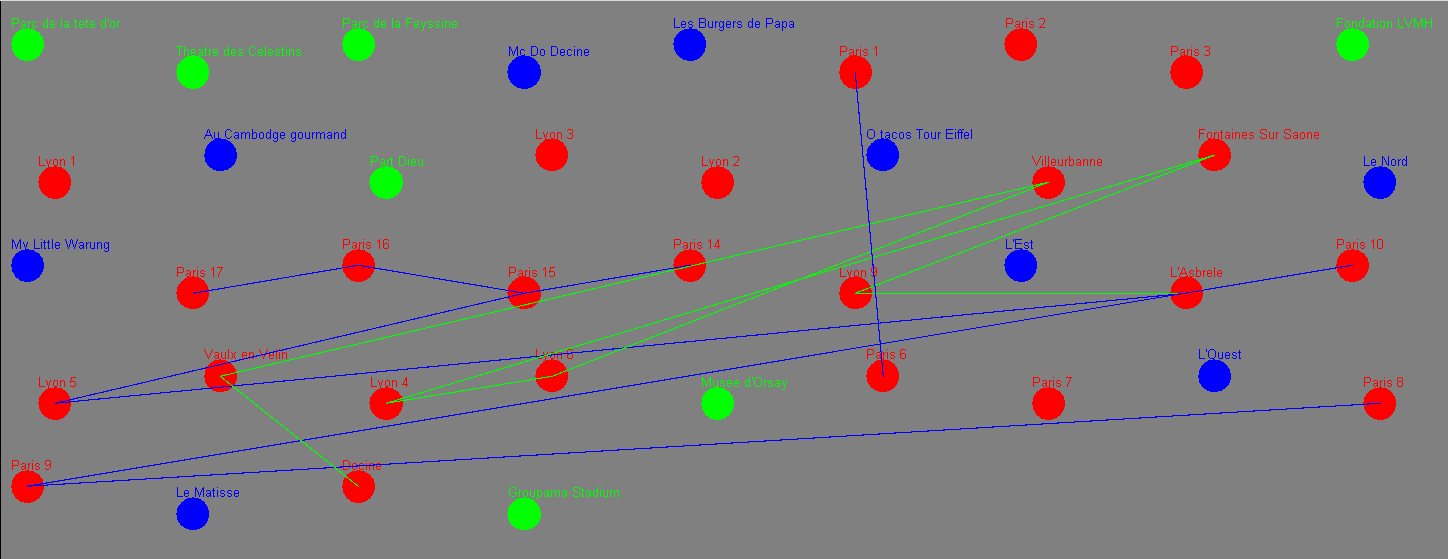 Parc de la tete d'or
Parc de la Feyssine
Les Burgers de Papa
Paris 2
Fondation LVMH
Theatre des Celestins
Mc Do Decine
Paris 1
Paris 3
Au Cambodge gourmand
Lyon 3
O tacos Tour Eiffel
Fontaines Sur Saone
Lyon 1
Part Dieu
Lyon 2
Villeurbanne
Le Nord
My Little Warung
Paris 16
Paris 14
L'Est
Paris 10
Paris 17
Paris 15
Lyon 9
L'Asbrele
Vaulx en Velin
Paris 6
L'Ouest
Lyon 5
Lyon 4
Musee d'Orsay
Paris 7
Paris 8
Paris 9
Decine
Le Matisse
Groupama Stadium